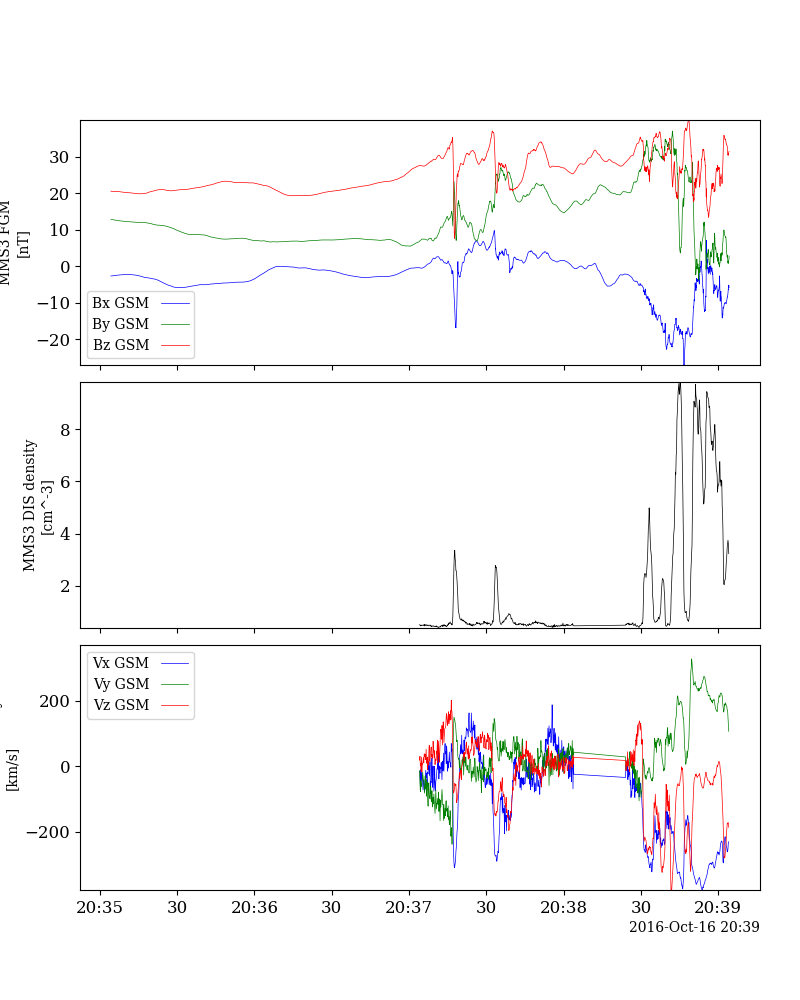 MMS3 FGM
[nT]
30
20
10
0
−10
−20
Bx GSM
By GSM
Bz GSM
MMS3 DIS density
[cm^-3]
8
6
4
2
[km/s]
200
0
−200
Vx GSM
Vy GSM
Vz GSM
20:35 30 20:36 30 20:37 30 20:38 30 20:39
2016-Oct-16 20:39